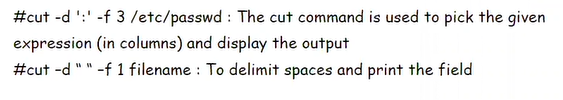 #cut -d ':' -f 3 /etc/passwd : The cut command is used to pick the given
expression (in columns) and display the output
#cut -d " " -f 1 filename : To delimit spaces and print the field